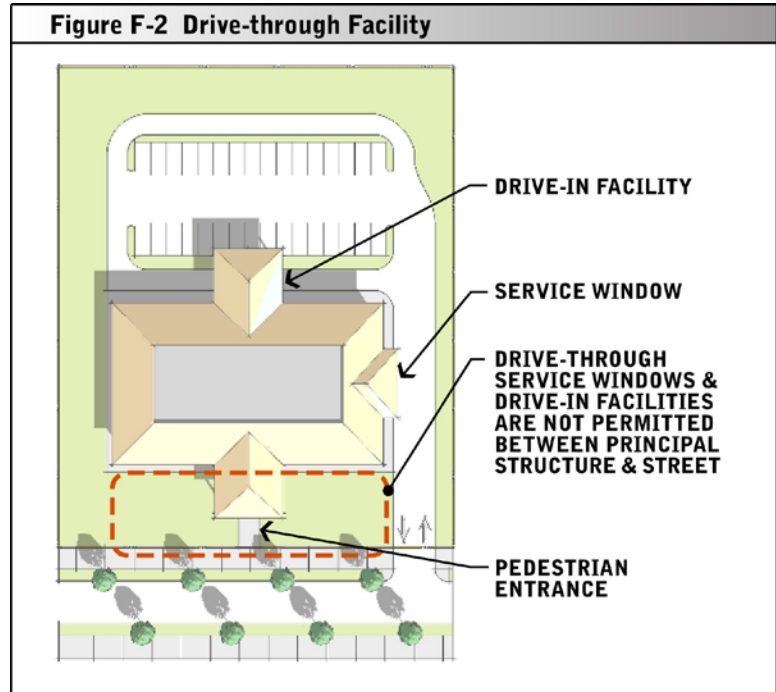 Figure F-2 Drive-through Facility
DRIVE-IN FACILITY
SERVICE WINDOW
DRIVE-THROUGH
SERVICE WINDOWS &
DRIVE-IN FACILITIES
ARE NOT PERMITTED
BETWEEN PRINCIPAL
STRUCTURE & STREET
PEDESTRIAN
ENTRANCE